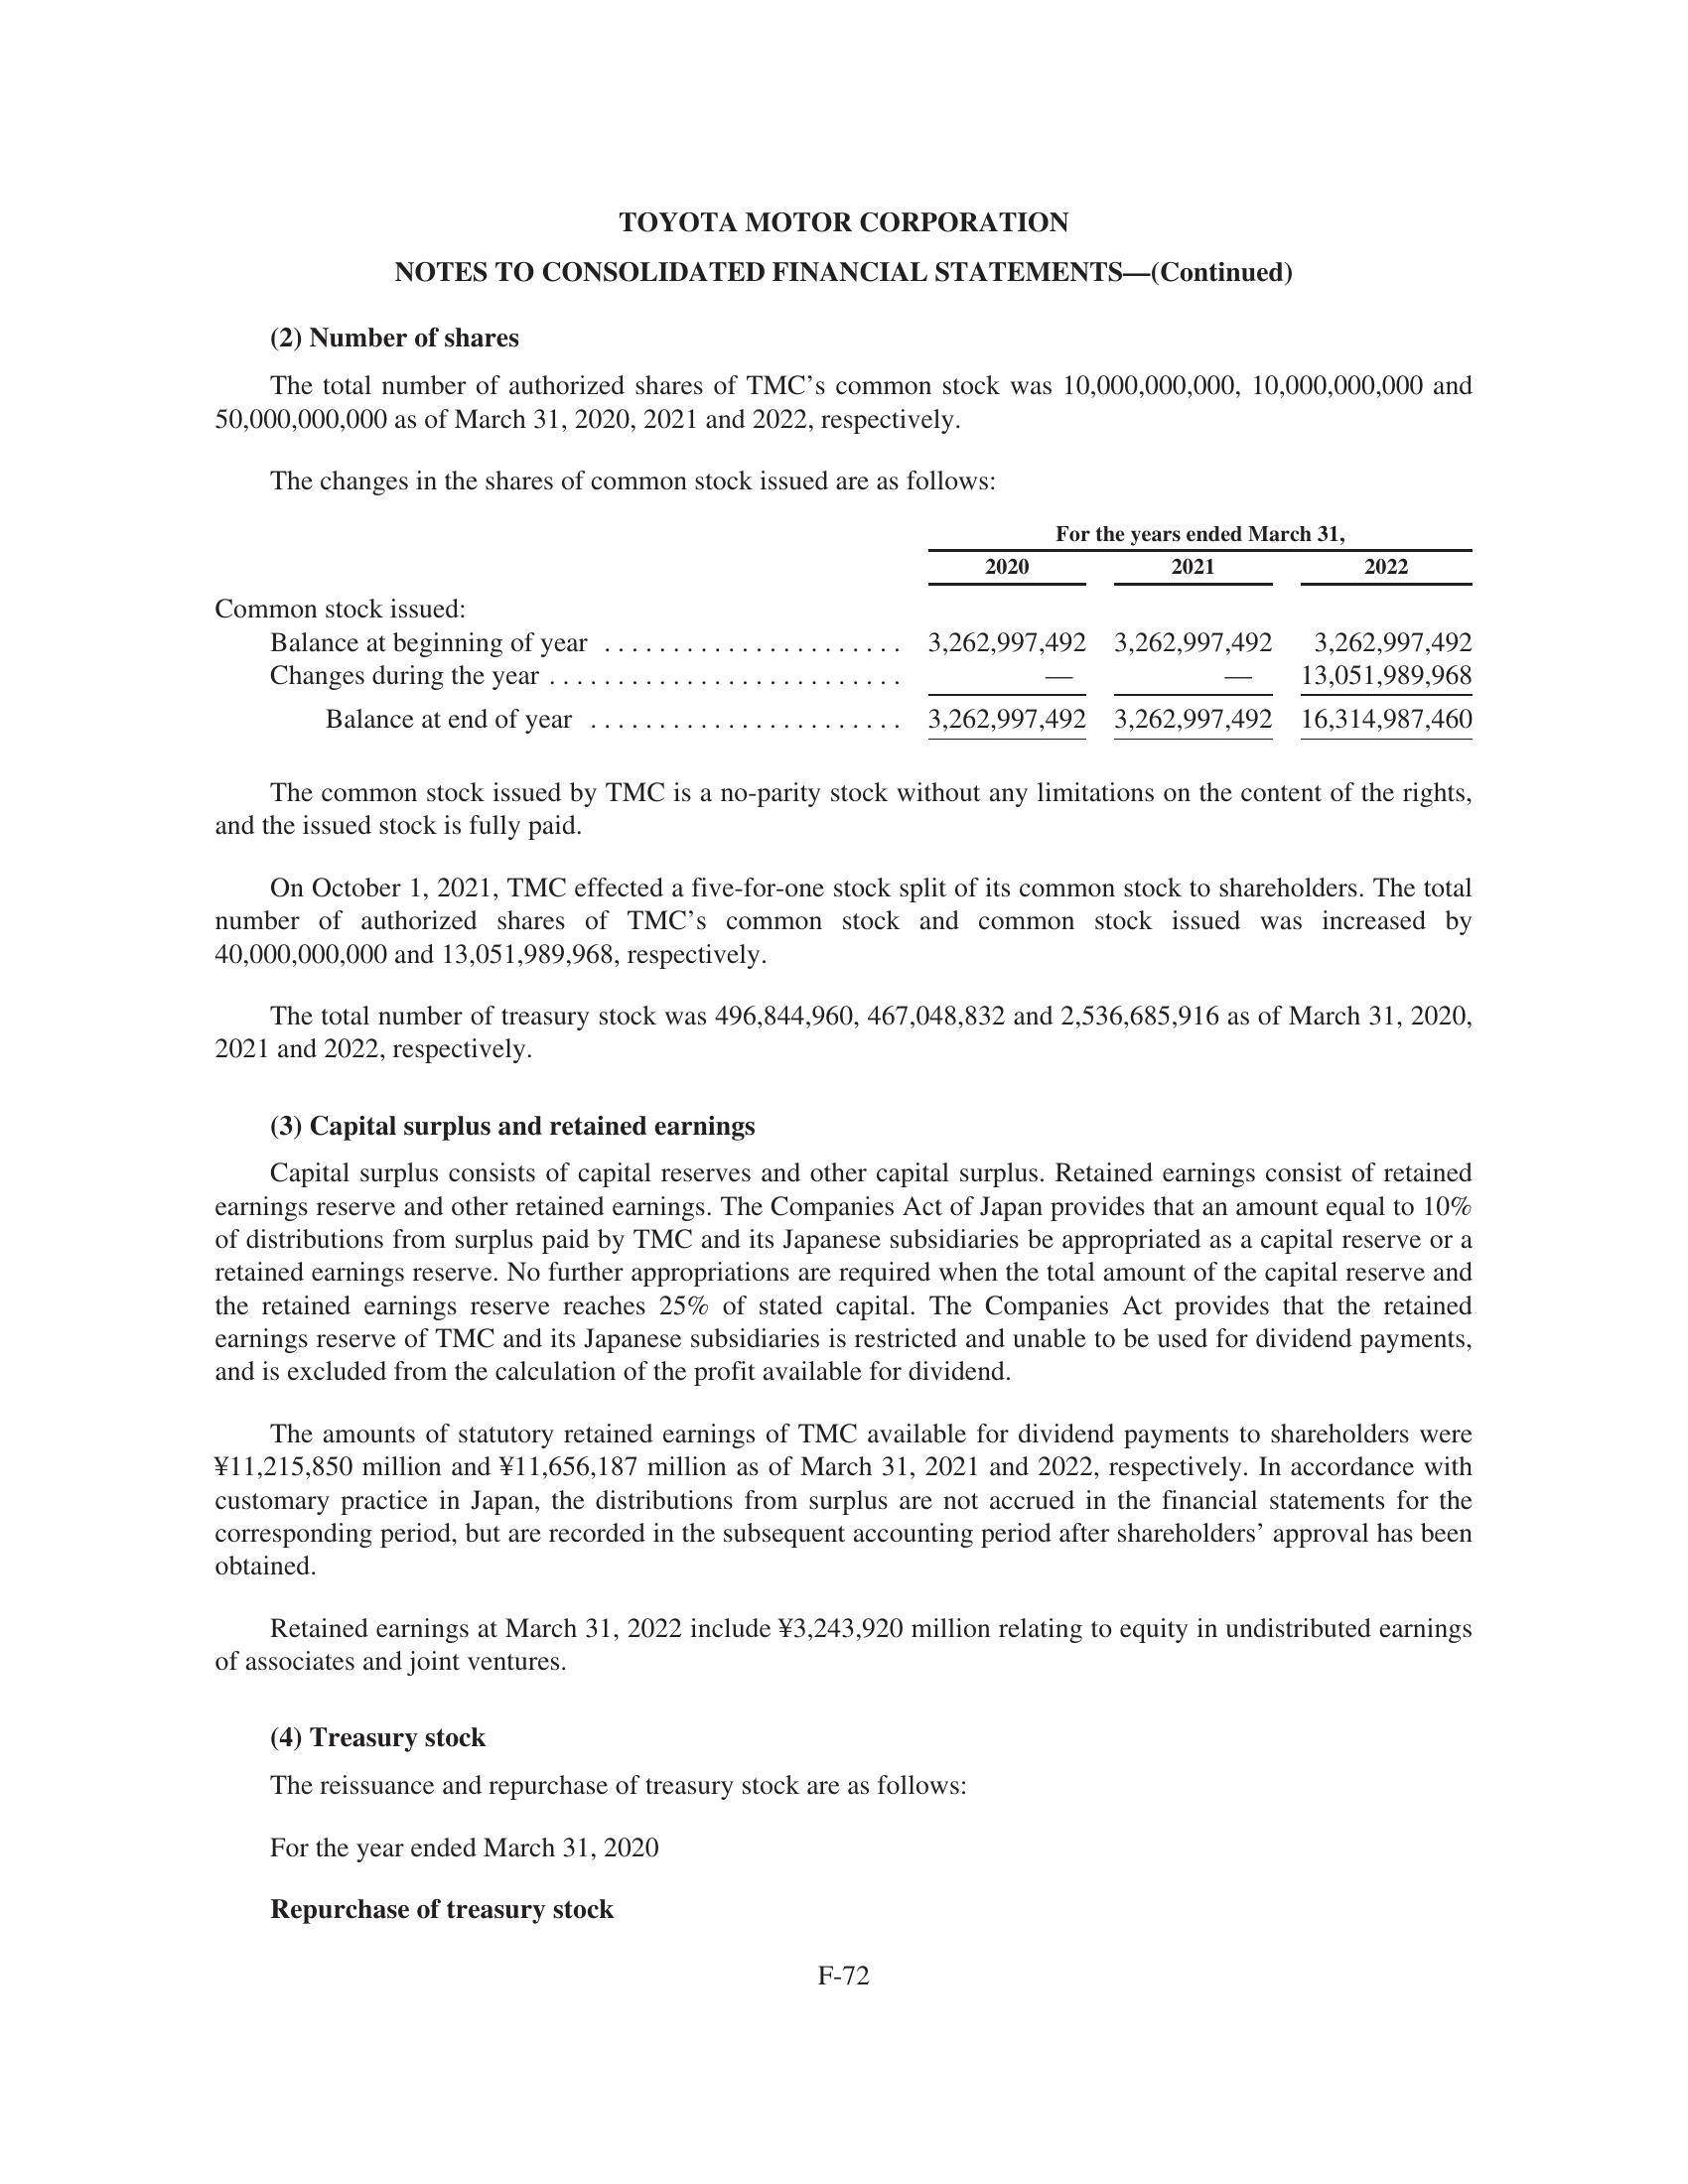 TOYOTA MOTOR CORPORATION
NOTES TO CONSOLIDATED FINANCIAL STATEMENTS—(Continued)
(2) Number of shares
The total number of authorized shares of TMC’s common stock was 10,000,000,000, 10,000,000,000 and
50,000,000,000 as of March 31, 2020, 2021 and 2022, respectively.
The changes in the shares of common stock issued are as follows:
For the years ended March 31,
2020 2021 2022
Common stock issued:
Balance at beginning of year ...................... 3,262,997,492 3,262,997,492 3,262,997,492
Changes during the year .......................... — — 13,051,989,968
Balance at end of year ....................... 3,262,997,492 3,262,997,492 16,314,987,460
The common stock issued by TMC is a no-parity stock without any limitations on the content of the rights,
and the issued stock is fully paid.
On October 1, 2021, TMC effected a five-for-one stock split of its common stock to shareholders. The total
number of authorized shares of TMC’s common stock and common stock issued was increased by
40,000,000,000 and 13,051,989,968, respectively.
The total number of treasury stock was 496,844,960, 467,048,832 and 2,536,685,916 as of March 31, 2020,
2021 and 2022, respectively.
(3) Capital surplus and retained earnings
Capital surplus consists of capital reserves and other capital surplus. Retained earnings consist of retained
earnings reserve and other retained earnings. The Companies Act of Japan provides that an amount equal to 10%
of distributions from surplus paid by TMC and its Japanese subsidiaries be appropriated as a capital reserve or a
retained earnings reserve. No further appropriations are required when the total amount of the capital reserve and
the retained earnings reserve reaches 25% of stated capital. The Companies Act provides that the retained
earnings reserve of TMC and its Japanese subsidiaries is restricted and unable to be used for dividend payments,
and is excluded from the calculation of the profit available for dividend.
The amounts of statutory retained earnings of TMC available for dividend payments to shareholders were
¥11,215,850 million and ¥11,656,187 million as of March 31, 2021 and 2022, respectively. In accordance with
customary practice in Japan, the distributions from surplus are not accrued in the financial statements for the
corresponding period, but are recorded in the subsequent accounting period after shareholders’ approval has been
obtained.
Retained earnings at March 31, 2022 include ¥3,243,920 million relating to equity in undistributed earnings
of associates and joint ventures.
(4) Treasury stock
The reissuance and repurchase of treasury stock are as follows:
For the year ended March 31, 2020
Repurchase of treasury stock
F-72